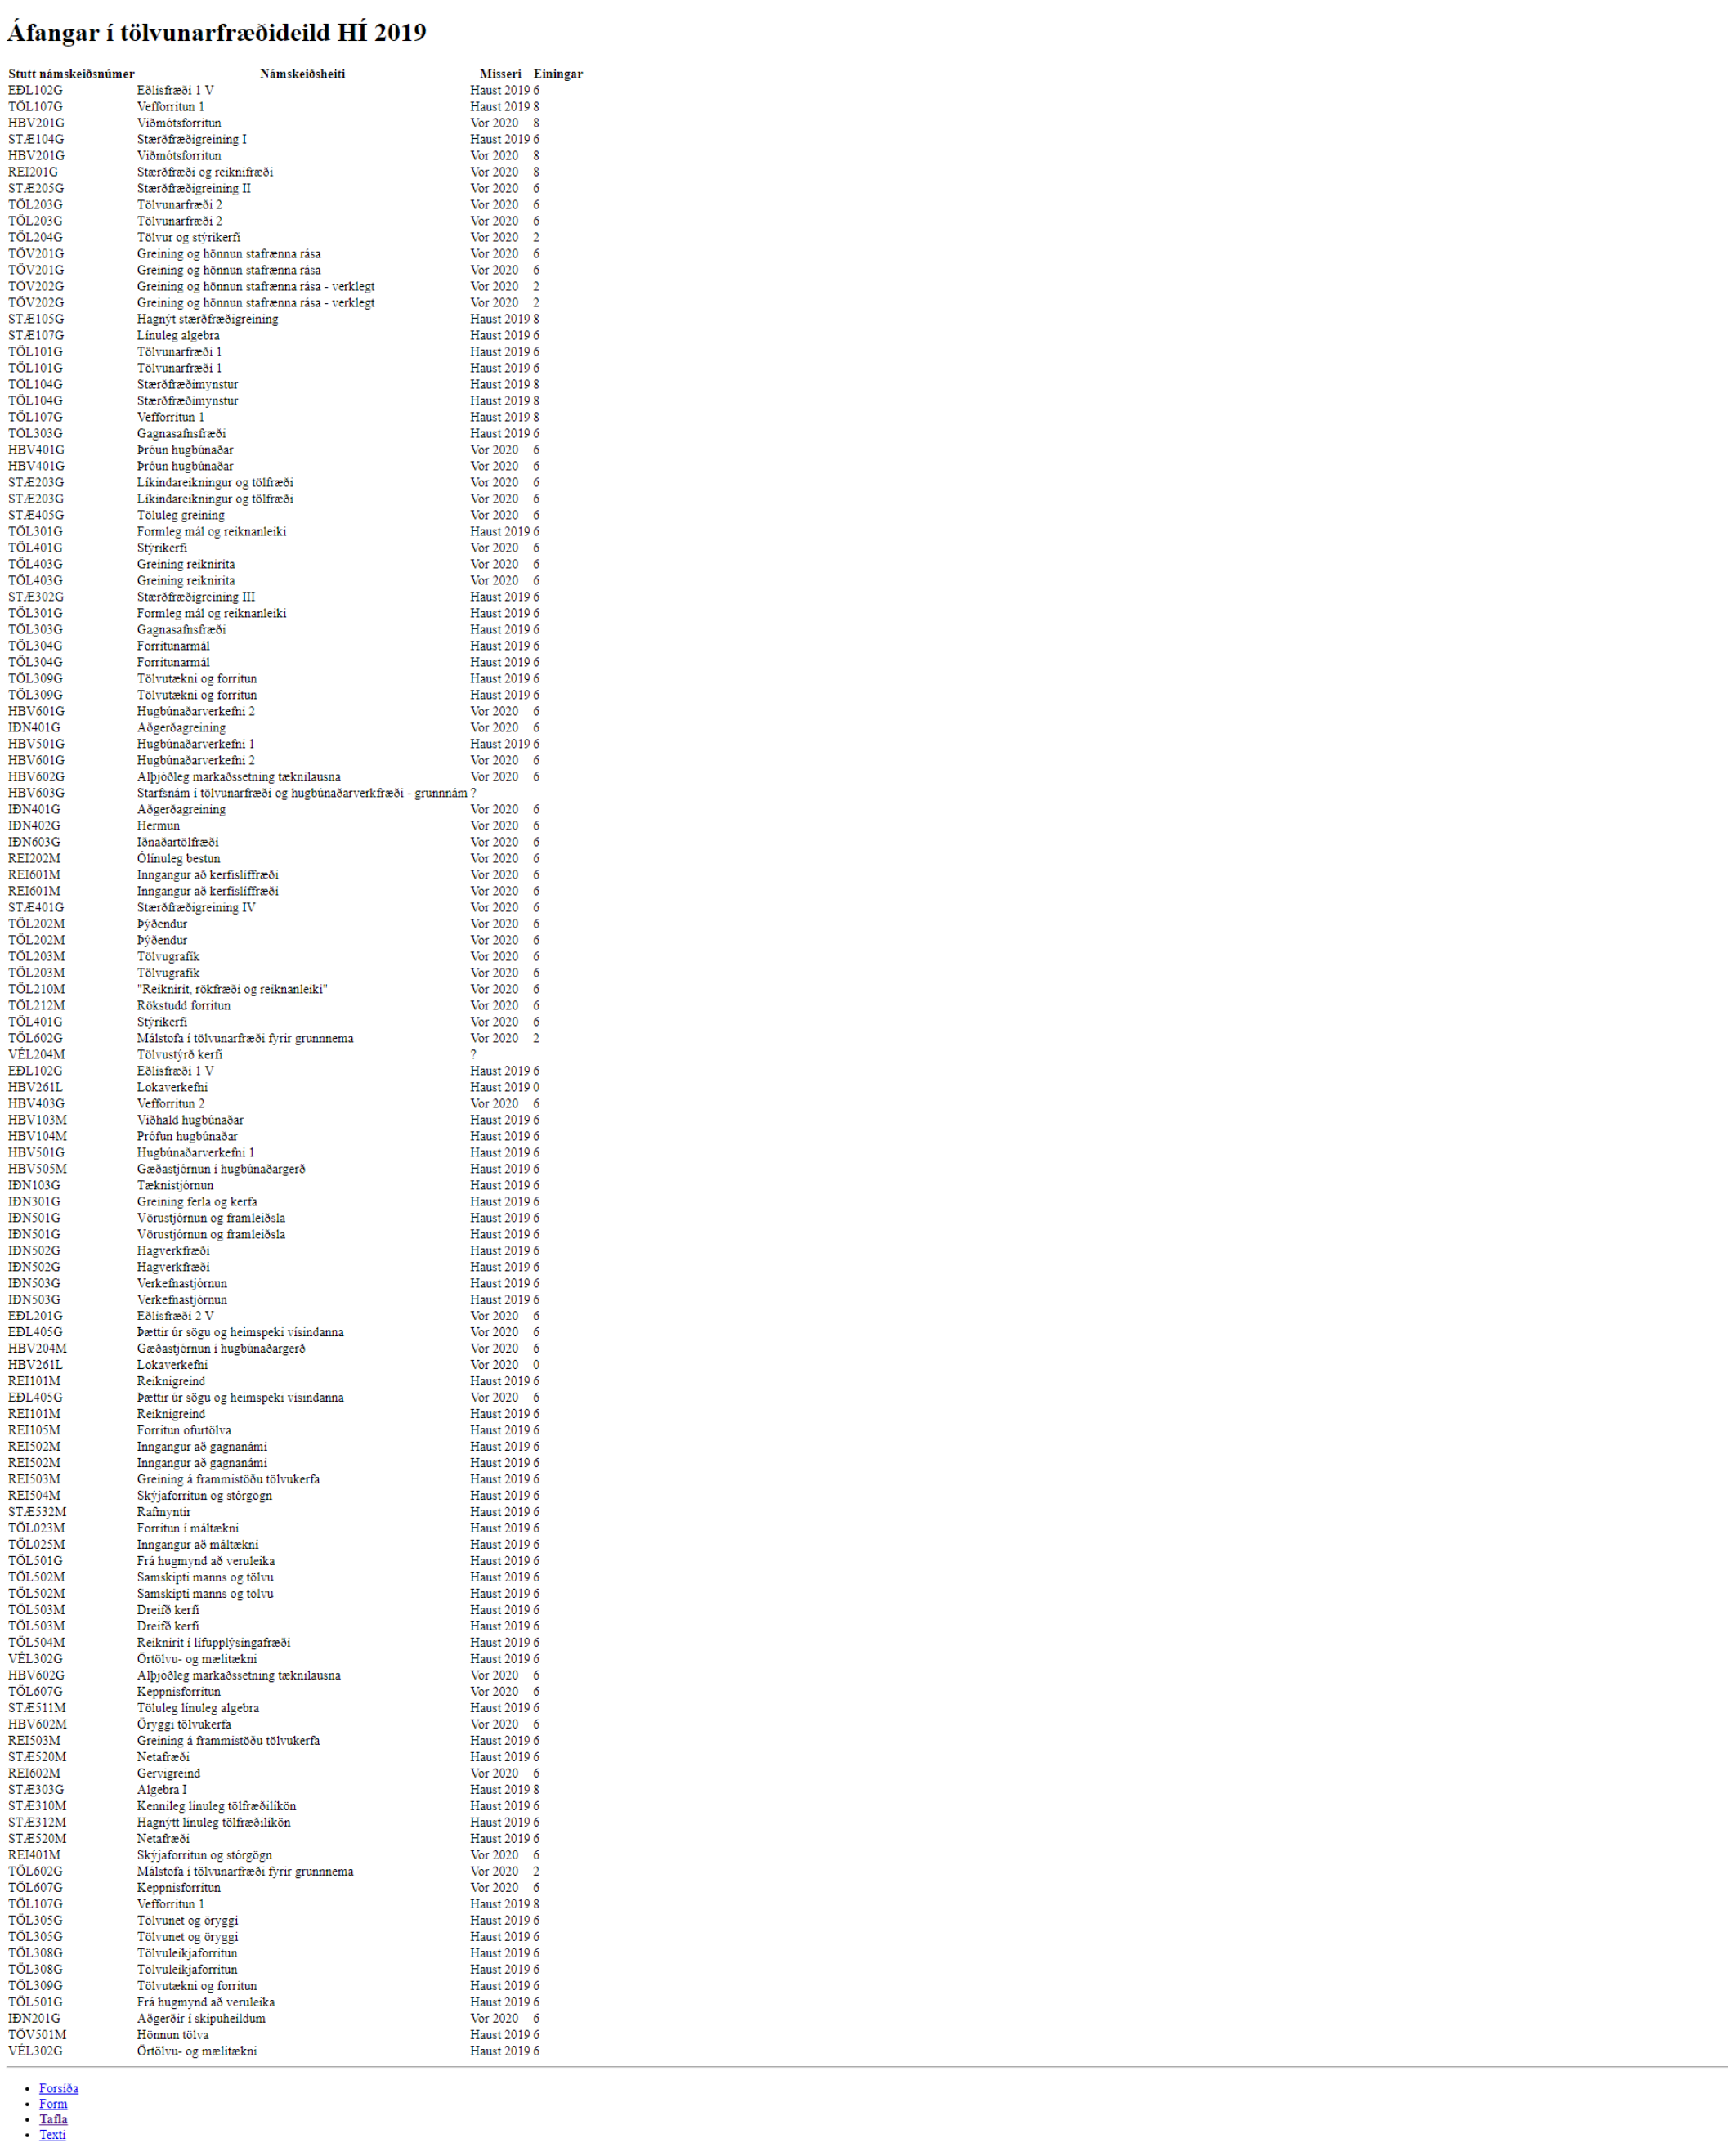 Áfangar í tölvunarfræðideild HÍ 2019
Stutt námskeiðsnúmer Námskeiðsheiti Misseri Einingar
EÐL102G Eðlisfræði 1 V Haust 2019 6
TÖL107G Vefforritun 1 Haust 2019 8
HBV201G Viðmótsforritun Vor 2020 8
STÆ104G Stærðfræðigreining I Haust 2019 6
HBV201G Viðmótsforritun Vor 2020 8
REI201G Stærðfræði og reiknifræði Vor 2020 8
STÆ205G Stærðfræðigreining II Vor 2020 6
TÖL203G Tölvunarfræði 2 Vor 2020 6
TÖL203G Tölvunarfræði 2 Vor 2020 6
TÖL204G Tölvur og stýrikerfi Vor 2020 2
TÖV201G Greining og hönnun stafrænna rása Vor 2020 6
TÖV201G Greining og hönnun stafrænna rása Vor 2020 6
TÖV202G Greining og hönnun stafrænna rása - verklegt Vor 2020 2
TÖV202G Greining og hönnun stafrænna rása - verklegt Vor 2020 2
STÆ105G Hagnýt stærðfræðigreining Haust 2019 8
STÆ107G Línuleg algebra Haust 2019 6
TÖL101G Tölvunarfræði 1 Haust 2019 6
TÖL101G Tölvunarfræði 1 Haust 2019 6
TÖL104G Stærðfræðimynstur Haust 2019 8
TÖL104G Stærðfræðimynstur Haust 2019 8
TÖL107G Vefforritun 1 Haust 2019 8
TÖL303G Gagnasafnsfræði Haust 2019 6
HBV401G Þróun hugbúnaðar Vor 2020 6
HBV401G Þróun hugbúnaðar Vor 2020 6
STÆ203G Líkindareikningur og tölfræði Vor 2020 6
STÆ203G Líkindareikningur og tölfræði Vor 2020 6
STÆ405G Töluleg greining Vor 2020 6
TÖL301G Formleg mál og reiknanleiki Haust 2019 6
TÖL401G Stýrikerfi Vor 2020 6
TÖL403G Greining reiknirita Vor 2020 6
TÖL403G Greining reiknirita Vor 2020 6
STÆ302G Stærðfræðigreining III Haust 2019 6
TÖL301G Formleg mál og reiknanleiki Haust 2019 6
TÖL303G Gagnasafnsfræði Haust 2019 6
TÖL304G Forritunarmál Haust 2019 6
TÖL304G Forritunarmál Haust 2019 6
TÖL309G Tölvutækni og forritun Haust 2019 6
TÖL309G Tölvutækni og forritun Haust 2019 6
HBV601G Hugbúnaðarverkefni 2 Vor 2020 6
IÐN401G Aðgerðagreining Vor 2020 6
HBV501G Hugbúnaðarverkefni 1 Haust 2019 6
HBV601G Hugbúnaðarverkefni 2 Vor 2020 6
HBV602G Alþjóðleg markaðssetning tæknilausna Vor 2020 6
HBV603G Starfsnám í tölvunarfræði og hugbúnaðarverkfræði - grunnnám ?
IÐN401G Aðgerðagreining Vor 2020 6
IÐN402G Hermun Vor 2020 6
IÐN603G Iðnaðartölfræði Vor 2020 6
REI202M Ólínuleg bestun Vor 2020 6
REI601M Inngangur að kerfislíffræði Vor 2020 6
REI601M Inngangur að kerfislíffræði Vor 2020 6
STÆ401G Stærðfræðigreining IV Vor 2020 6
TÖL202M Þýðendur Vor 2020 6
TÖL202M Þýðendur Vor 2020 6
TÖL203M Tölvugrafík Vor 2020 6
TÖL203M Tölvugrafík Vor 2020 6
TÖL210M "Reiknirit, rökfræði og reiknanleiki" Vor 2020 6
TÖL212M Rökstudd forritun Vor 2020 6
TÖL401G Stýrikerfi Vor 2020 6
TÖL602G Málstofa í tölvunarfræði fyrir grunnnema Vor 2020 2
VÉL204M Tölvustýrð kerfi ?
EÐL102G Eðlisfræði 1 V Haust 2019 6
HBV261L Lokaverkefni Haust 2019 0
HBV403G Vefforritun 2 Vor 2020 6
HBV103M Viðhald hugbúnaðar Haust 2019 6
HBV104M Prófun hugbúnaðar Haust 2019 6
HBV501G Hugbúnaðarverkefni 1 Haust 2019 6
HBV505M Gæðastjórnun í hugbúnaðargerð Haust 2019 6
IÐN103G Tæknistjórnun Haust 2019 6
IÐN301G Greining ferla og kerfa Haust 2019 6
IÐN501G Vörustjórnun og framleiðsla Haust 2019 6
IÐN501G Vörustjórnun og framleiðsla Haust 2019 6
IÐN502G Hagverkfræði Haust 2019 6
IÐN502G Hagverkfræði Haust 2019 6
IÐN503G Verkefnastjórnun Haust 2019 6
IÐN503G Verkefnastjórnun Haust 2019 6
EÐL201G Eðlisfræði 2 V Vor 2020 6
EÐL405G Þættir úr sögu og heimspeki vísindanna Vor 2020 6
HBV204M Gæðastjórnun í hugbúnaðargerð Vor 2020 6
HBV261L Lokaverkefni Vor 2020 0
REI101M Reiknigreind Haust 2019 6
EÐL405G Þættir úr sögu og heimspeki vísindanna Vor 2020 6
REI101M Reiknigreind Haust 2019 6
REI105M Forritun ofurtölva Haust 2019 6
REI502M Inngangur að gagnanámi Haust 2019 6
REI502M Inngangur að gagnanámi Haust 2019 6
REI503M Greining á frammistöðu tölvukerfa Haust 2019 6
REI504M Skýjaforritun og stórgögn Haust 2019 6
STÆ532M Rafmyntir Haust 2019 6
TÖL023M Forritun í máltækni Haust 2019 6
TÖL025M Inngangur að máltækni Haust 2019 6
TÖL501G Frá hugmynd að veruleika Haust 2019 6
TÖL502M Samskipti manns og tölvu Haust 2019 6
TÖL502M Samskipti manns og tölvu Haust 2019 6
TÖL503M Dreifð kerfi Haust 2019 6
TÖL503M Dreifð kerfi Haust 2019 6
TÖL504M Reiknirit í lífupplýsingafræði Haust 2019 6
VÉL302G Örtölvu- og mælitækni Haust 2019 6
HBV602G Alþjóðleg markaðssetning tæknilausna Vor 2020 6
TÖL607G Keppnisforritun Vor 2020 6
STÆ511M Töluleg línuleg algebra Haust 2019 6
HBV602M Öryggi tölvukerfa Vor 2020 6
REI503M Greining á frammistöðu tölvukerfa Haust 2019 6
STÆ520M Netafræði Haust 2019 6
REI602M Gervigreind Vor 2020 6
STÆ303G Algebra I Haust 2019 8
STÆ310M Kennileg línuleg tölfræðilíkön Haust 2019 6
STÆ312M Hagnýtt línuleg tölfræðilíkön Haust 2019 6
STÆ520M Netafræði Haust 2019 6
REI401M Skýjaforritun og stórgögn Vor 2020 6
TÖL602G Málstofa í tölvunarfræði fyrir grunnnema Vor 2020 2
TÖL607G Keppnisforritun Vor 2020 6
TÖL107G Vefforritun 1 Haust 2019 8
TÖL305G Tölvunet og öryggi Haust 2019 6
TÖL305G Tölvunet og öryggi Haust 2019 6
TÖL308G Tölvuleikjaforritun Haust 2019 6
TÖL308G Tölvuleikjaforritun Haust 2019 6
TÖL309G Tölvutækni og forritun Haust 2019 6
TÖL501G Frá hugmynd að veruleika Haust 2019 6
IÐN201G Aðgerðir í skipuheildum Vor 2020 6
TÖV501M Hönnun tölva Haust 2019 6
VÉL302G Örtölvu- og mælitækni Haust 2019 6
Forsíða
Form
Tafla
Texti